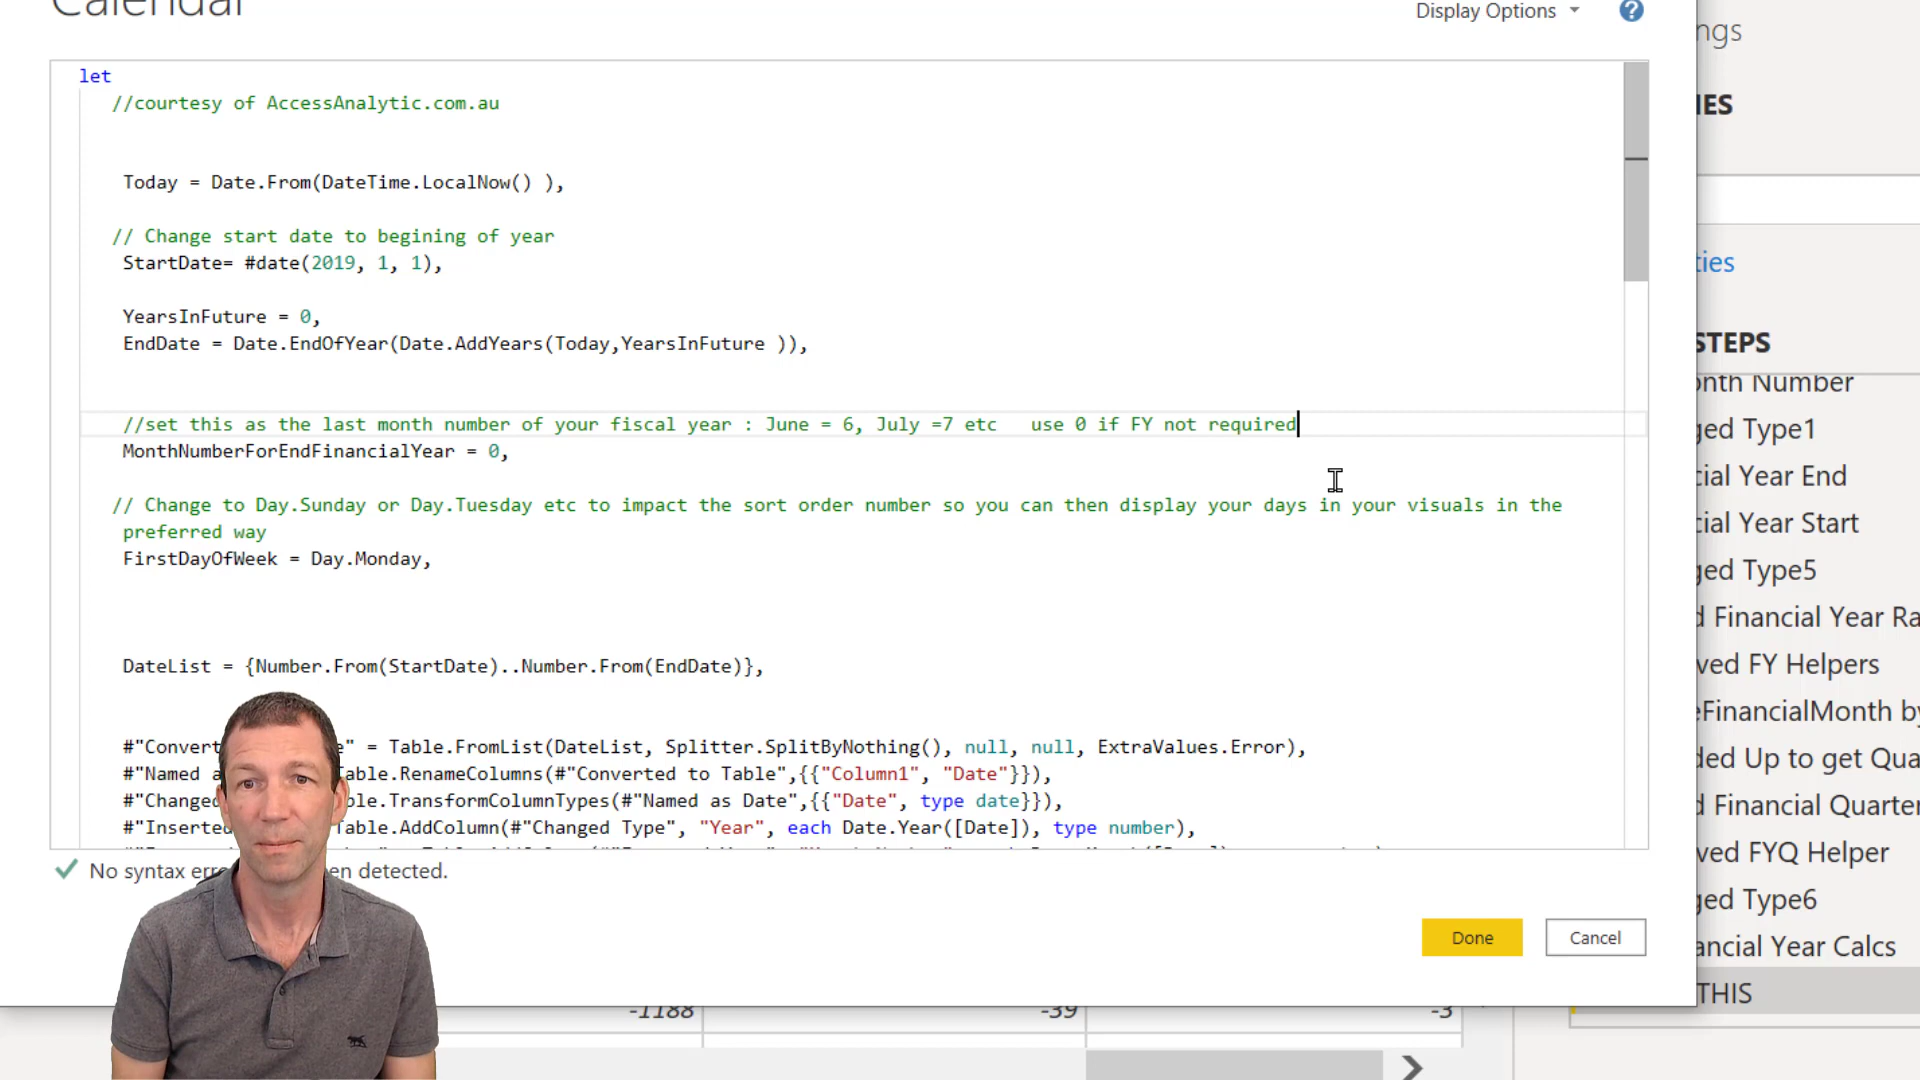 Calendar
Display Options
let
//courtesy of AccessAnalytic.com.au
Today = Date.From(DateTime.LocalNow() ),
// Change start date to begining of year
StartDate= #date(2019, 1, 1),
YearsInFuture = 0,
EndDate = Date.EndOfYear(Date.AddYears(Today,YearsInFuture )),
//set this as the last month number of your fiscal year : June = 6, July =7 etc   use 0 if FY not required
MonthNumberForEndFinancialYear = 0,
// Change to Day.Sunday or Day.Tuesday etc to impact the sort order number so you can then display your days in your visuals in the
preferred way
FirstDayOfWeek = Day.Monday,
DateList = {Number.From(StartDate)..Number.From(EndDate)},
#"Convert e" = Table.FromList(DateList, Splitter.SplitByNothing(), null, null, ExtraValues.Error),
#"Named a Table.RenameColumns(#"Converted to Table",{{"Column1", "Date"}}),
#"Changed able.TransformColumnTypes(#"Named as Date",{{"Date", type date}}),
#"Inserted Table.AddColumn(#"Changed Type", "Year", each Date.Year([Date]), type number),
No syntax erro en detected.
Done
Cancel
ngs
IES
ties
STEPS
onth Number
ged Type1
cial Year End
cial Year Start
ged Type5
d Financial Year Ra
ved FY Helpers
eFinancialMonth by
ded Up to get Qua
d Financial Quarter
ved FYQ Helper
ged Type6
ancial Year Calcs
THIS
-1188
-39
-3